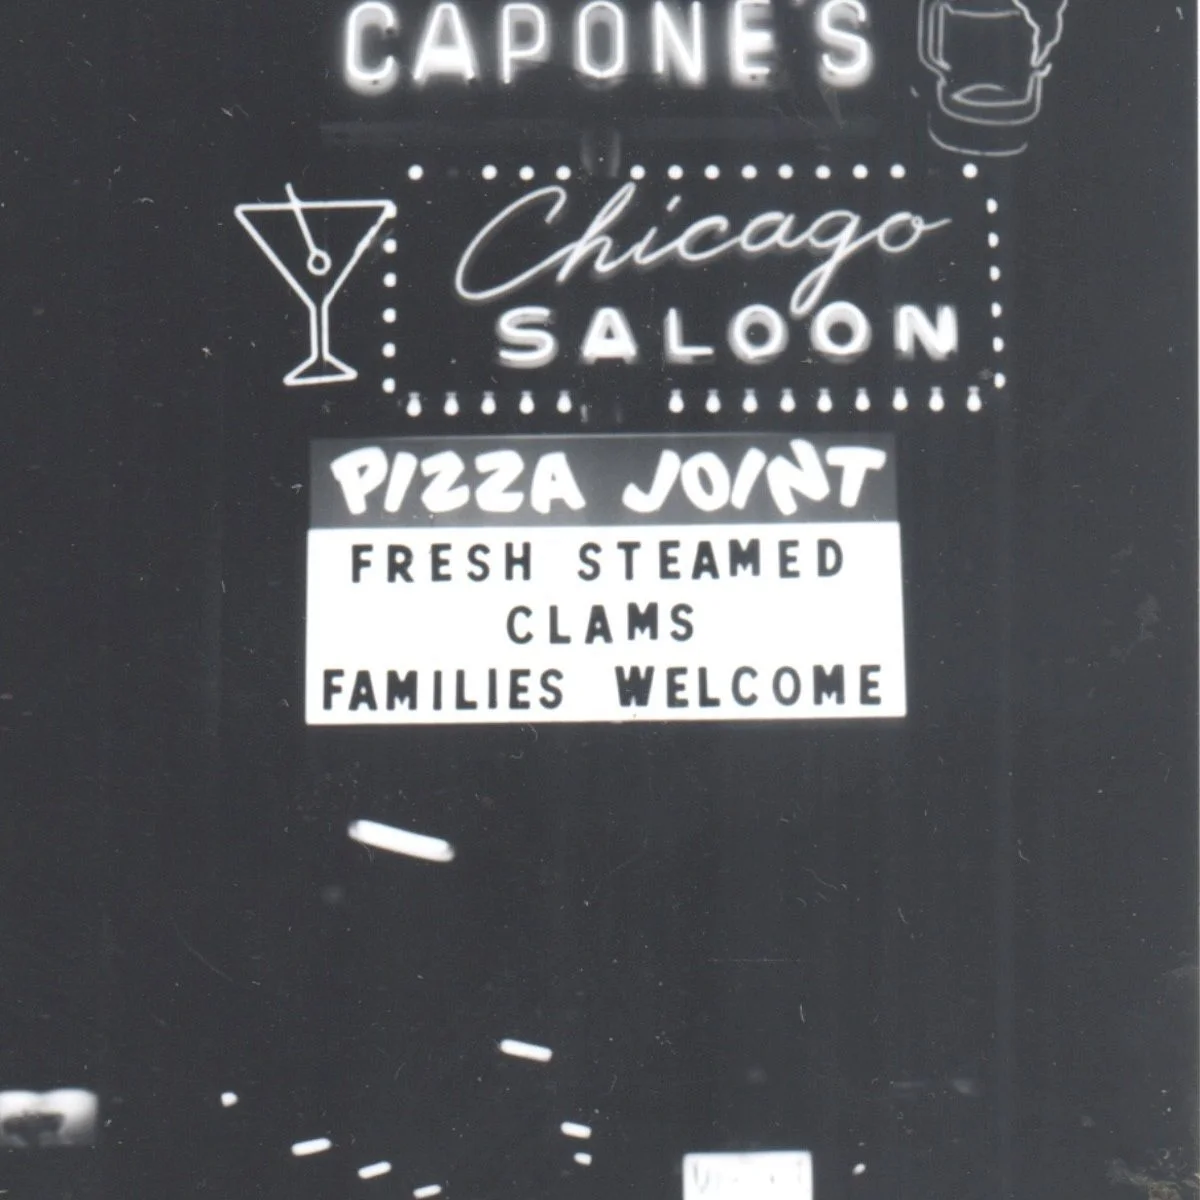 CAPONE'S
Chicago
SALOON
PIZZA JOINT
FRESH STEAMED
CLAMS
FAMILIES WELCOME